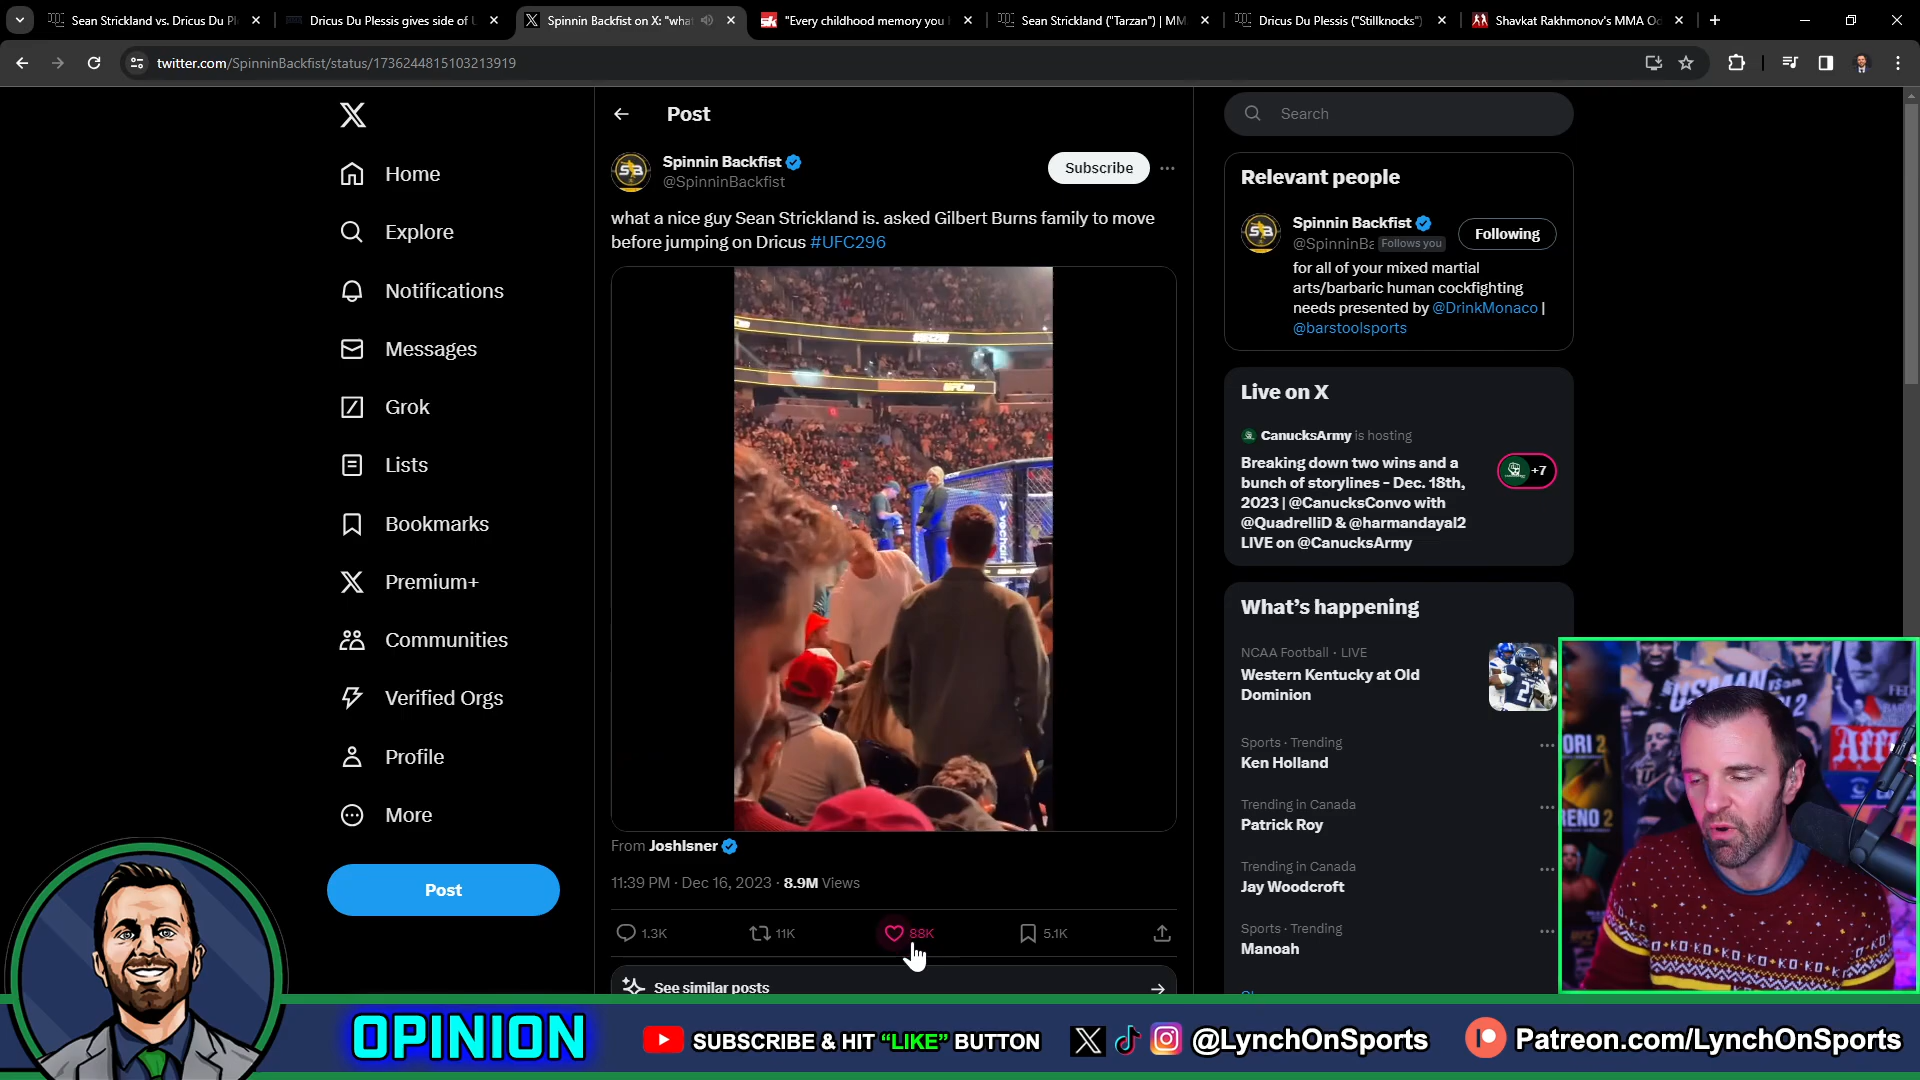 Sean Strickland vs. Dricus Du Pl
Dricus Du Plessis gives side of U
Spinnin Backfist on X: "what
"Every childhood memory you
Sean Strickland ("Tarzan") | MM
Dricus Du Plessis ("Stillknocks")
Shavkat Rakhmonov's MMA Od
twitter.com/SpinninBackfist/status/1736244815103213919
Home
Explore
Notifications
Messages
Grok
Lists
Bookmarks
Premium+
Communities
Verified Orgs
Profile
More
Post
Post
Spinnin Backfist
@SpinninBackfist
Subscribe
what a nice guy Sean Strickland is. asked Gilbert Burns family to move
before jumping on Dricus #UFC296
From JoshIsner
11:39 PM · Dec 16, 2023 · 8.9M Views
1.3K
11K
88K
5.1K
See similar posts
Search
Relevant people
Spinnin Backfist
@SpinninBa Follows you
Following
for all of your mixed martial
arts/barbaric human cockfighting
needs presented by @DrinkMonaco |
@barstoolsports
Live on X
CanucksArmy is hosting
Breaking down two wins and a
bunch of storylines - Dec. 18th,
2023 | @CanucksConvo with
@QuadrelliD & @harmandayal2
LIVE on @CanucksArmy
+7
What's happening
NCAA Football · LIVE
Western Kentucky at Old
Dominion
Sports · Trending
Ken Holland
Trending in Canada
Patrick Roy
Trending in Canada
Jay Woodcroft
Sports · Trending
Manoah
OPINION
SUBSCRIBE & HIT "LIKE" BUTTON
@LynchOnSports
Patreon.com/LynchOnSports